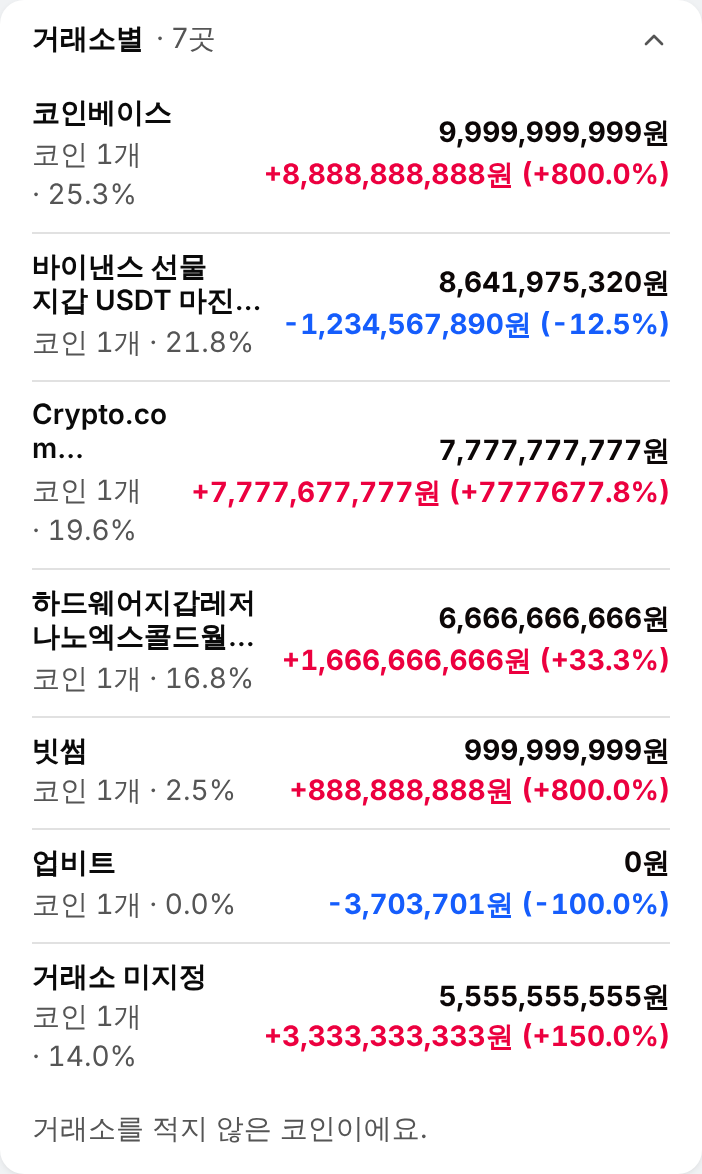 거래소별 · 7곳
코인베이스
9,999,999,999원
코인 1개
+8,888,888,888원 (+800.0%)
· 25.3%
바이낸스 선물
8,641,975,320원
지갑 USDT 마진...
-1,234,567,890원 (-12.5%)
코인 1개 · 21.8%
Crypto.co
m...
7,777,777,777원
코인 1개
+7,777,677,777원 (+7777677.8%)
· 19.6%
하드웨어지갑레저
6,666,666,666원
나노엑스콜드월...
+1,666,666,666원 (+33.3%)
코인 1개 · 16.8%
빗썸
999,999,999원
코인 1개 · 2.5%
+888,888,888원 (+800.0%)
업비트
0원
코인 1개 · 0.0%
-3,703,701원 (-100.0%)
거래소 미지정
5,555,555,555원
코인 1개
+3,333,333,333원 (+150.0%)
· 14.0%
거래소를 적지 않은 코인이에요.